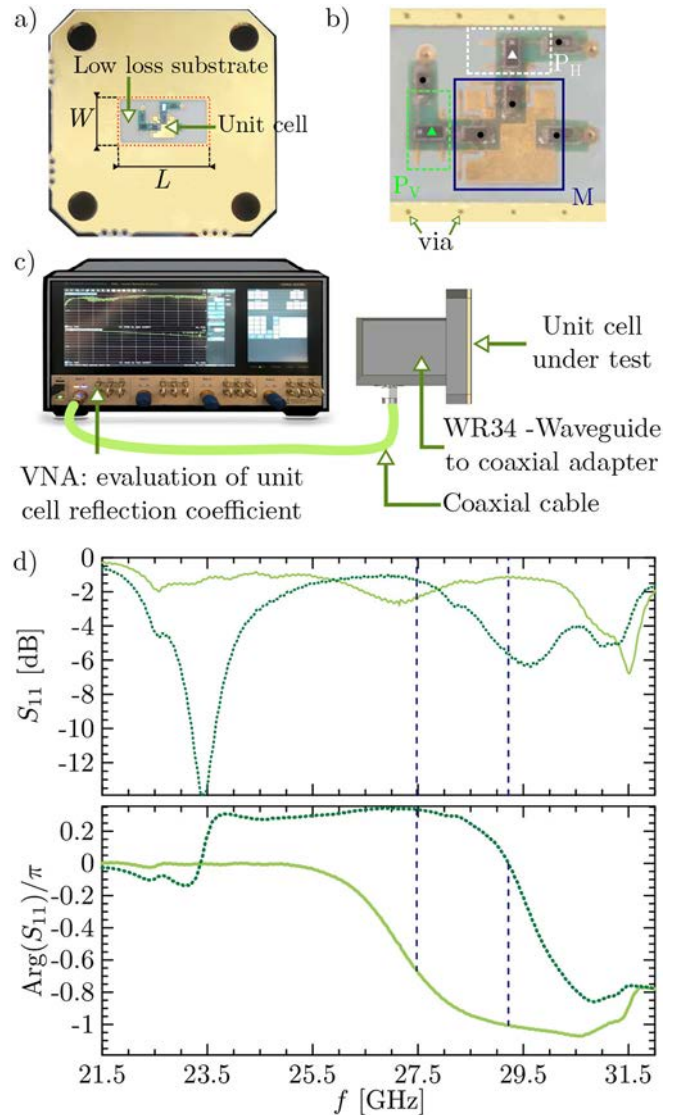 a)
Low loss substrate
W
Unit cell
L
b)
P_H
P_V
M
via
c)
Unit cell
under test
WR34 -Waveguide
to coaxial adapter
VNA: evaluation of unit
cell reflection coefficient
Coaxial cable
d)
S_11 [dB]
0
-2
-4
-6
-8
-10
-12
Arg(S_11)/π
0.2
0
-0.2
-0.4
-0.6
-0.8
-1
21.5 23.5 25.5 27.5 29.5 31.5
f [GHz]